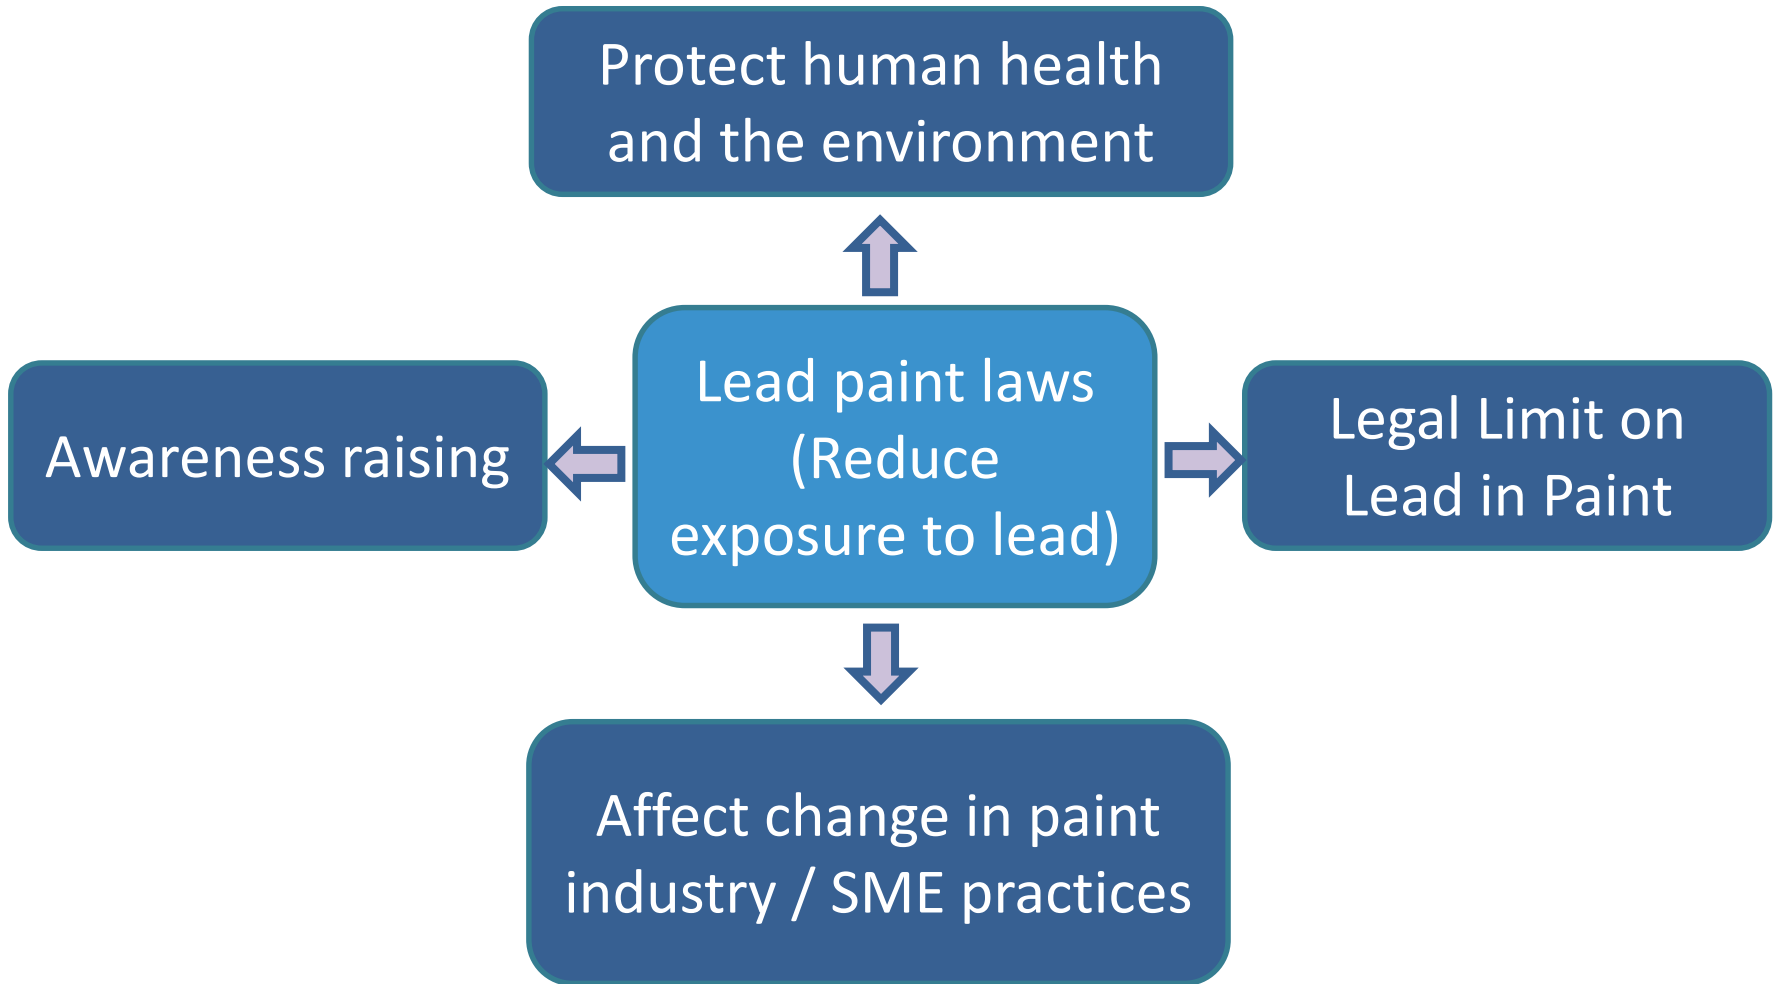 Protect human health
and the environment
Awareness raising
Lead paint laws
(Reduce
exposure to lead)
Legal Limit on
Lead in Paint
Affect change in paint
industry / SME practices